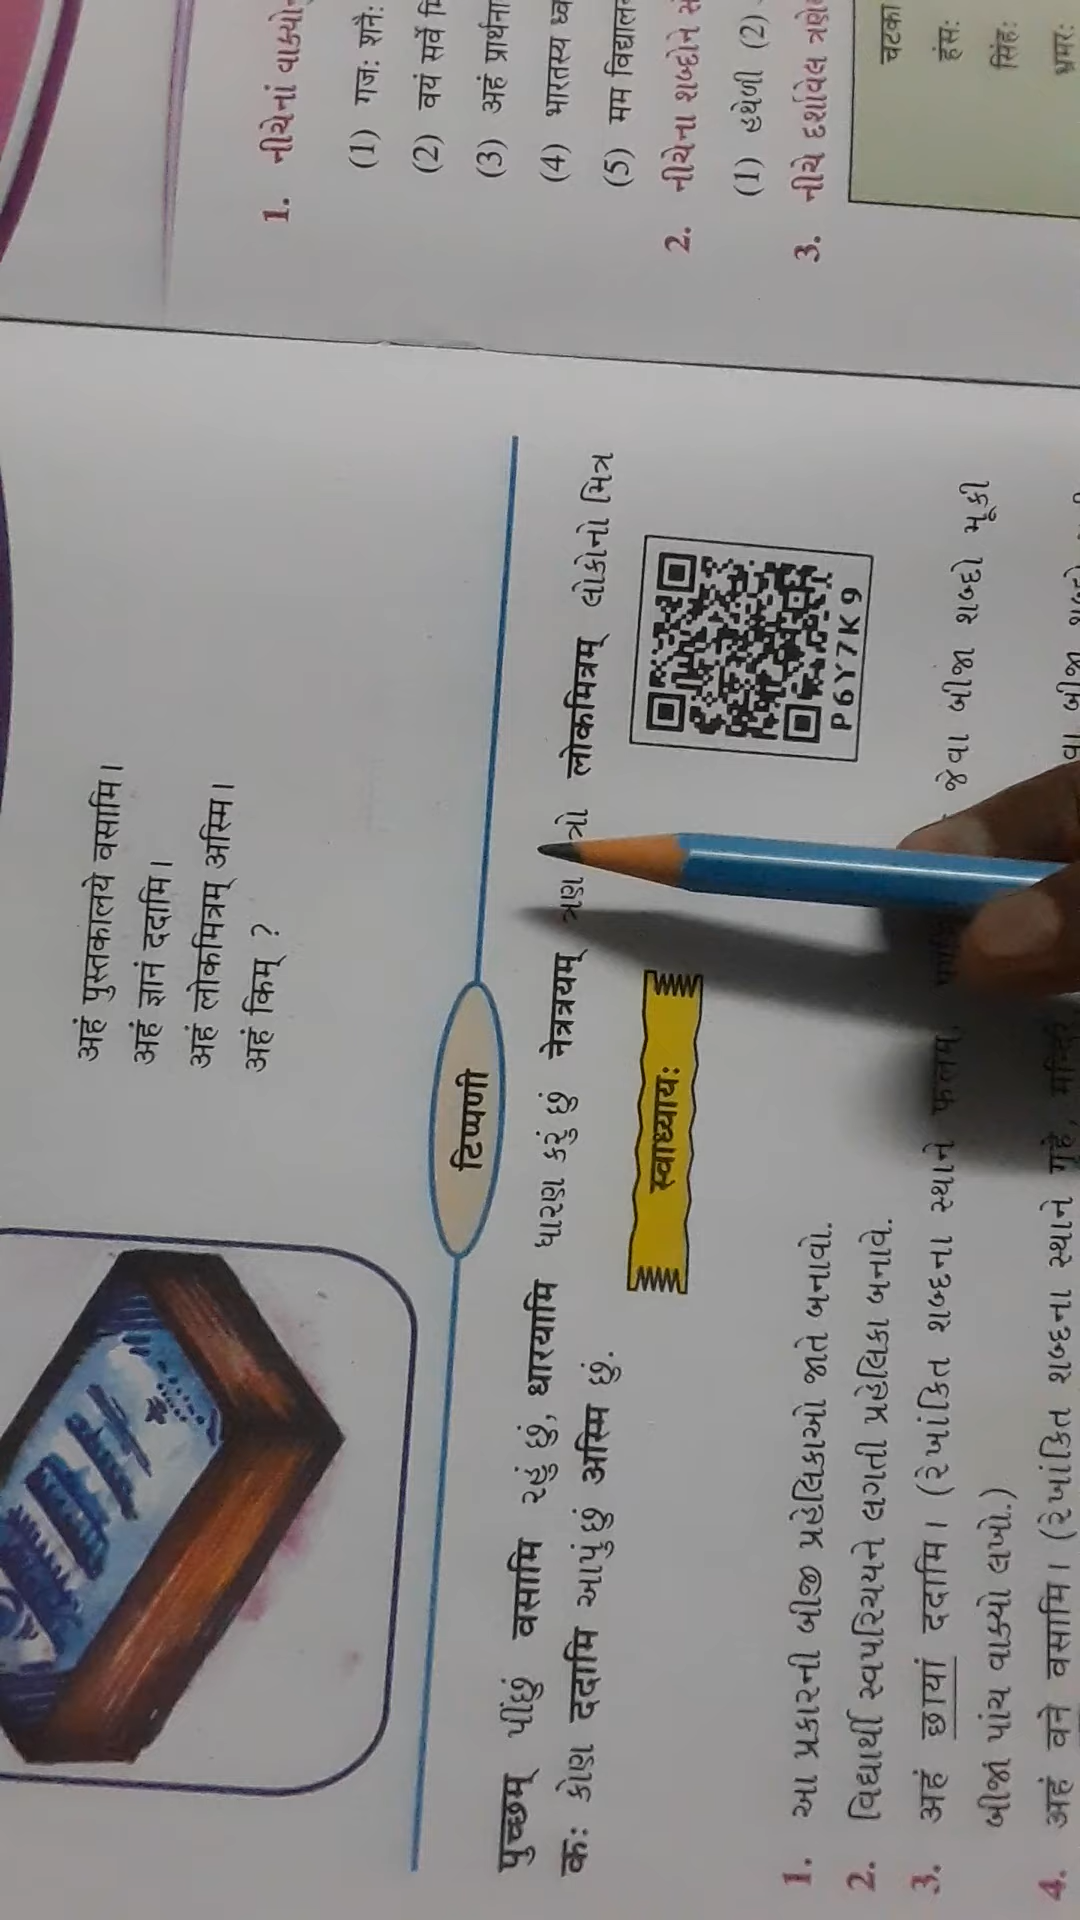 अहं पुस्तकालये वसामि ।
अहं ज्ञानं ददामि ।
अहं लोकमित्रम् अस्मि ।
अहं किम् ?
टिप्पणी
पुच्छम् પીંછું वसामि રહું છું, धारयामि ધારણ કરું છું नेत्रत्रयम् ત્રણ लोकमित्रम् લોકોનો મિત્ર
कः કોણ ददामि આપું છું अस्मि છું.
स्वाध्यायः
P6Y7K9
1. આ પ્રકારની બીજી પ્રહેલિકાઓ જાતે બનાવો.
2. વિદ્યાર્થી સ્વપરિચયને લગતી પ્રહેલિકા બનાવે.
3. अहं छायां ददामि । (રેખાંકિત શબ્દના સ્થાને જેવા બીજા શબ્દો મૂકી
બીજાં પાંચ વાક્યો લખો.)
4. अहं वने वसामि । (રેખાંકિત શબ્દના સ્થાને બીજા
1. નીચેનાં
(1) गजः शनैः
(2) वयं सर्वे
(3) अहं
(4) भारतस्य
(5) मम
2. નીચેના શબ્દોને
(1) હથેળી (2)
3. નીચે દર્શાવેલ
चटका
हंसः
सिंहः
भ्रमरः